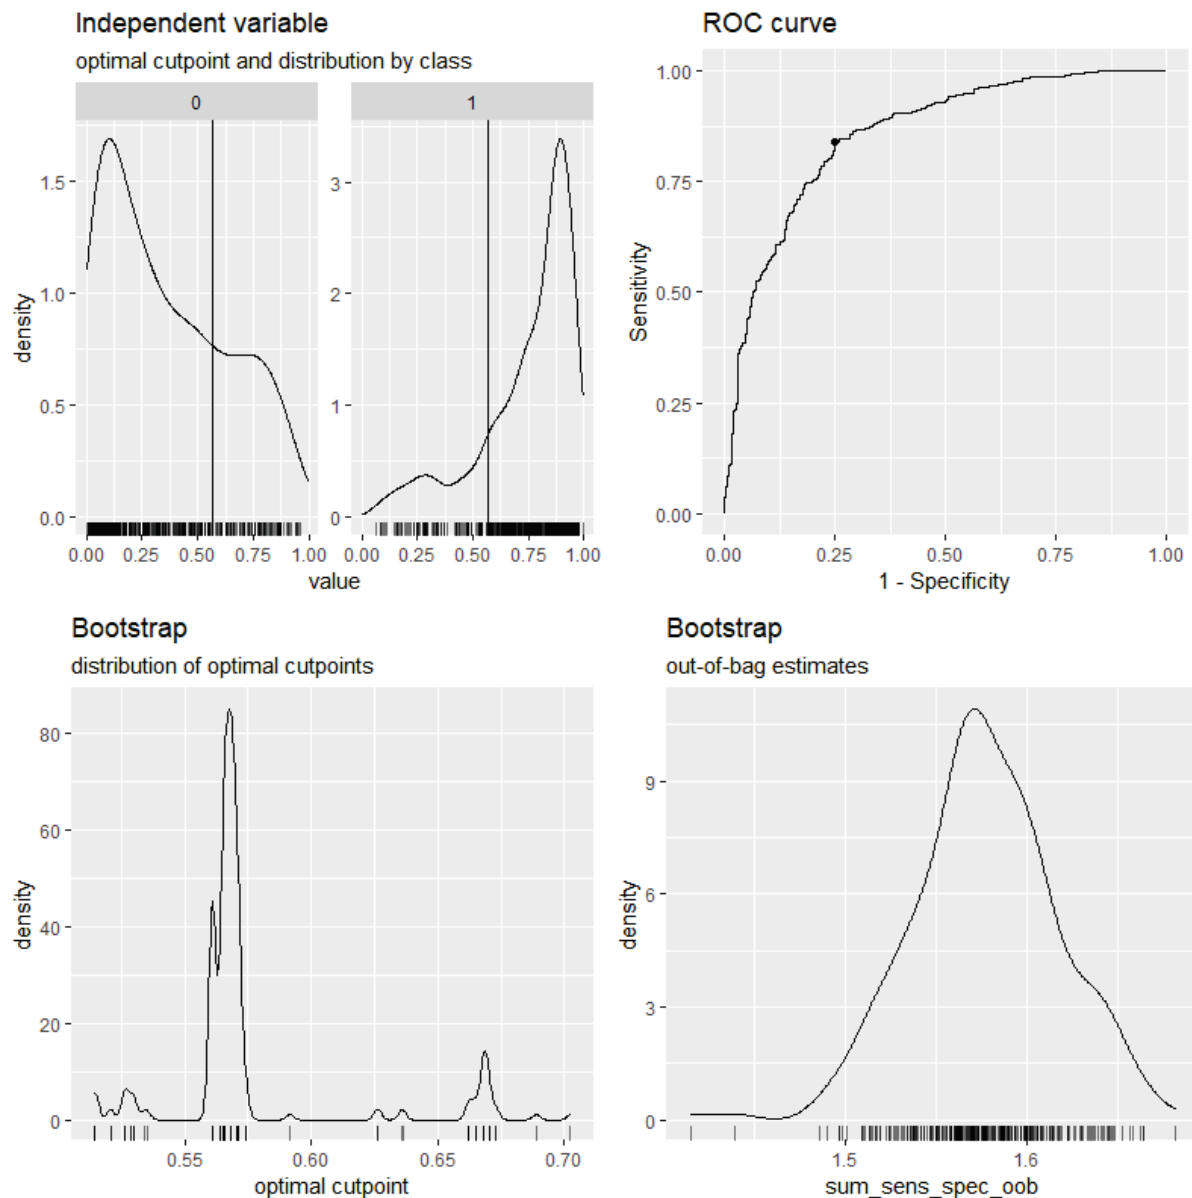 Independent variable
optimal cutpoint and distribution by class
0
1
density
1.5
1.0
0.5
0.0
3
2
1
0
0.00 0.25 0.50 0.75 1.00
0.00 0.25 0.50 0.75 1.00
value
ROC curve
Sensitivity
1.00
0.75
0.50
0.25
0.00
0.00 0.25 0.50 0.75 1.00
1 - Specificity
Bootstrap
distribution of optimal cutpoints
density
80
60
40
20
0
0.55 0.60 0.65 0.70
optimal cutpoint
Bootstrap
out-of-bag estimates
density
9
6
3
0
1.5 1.6
sum_sens_spec_oob